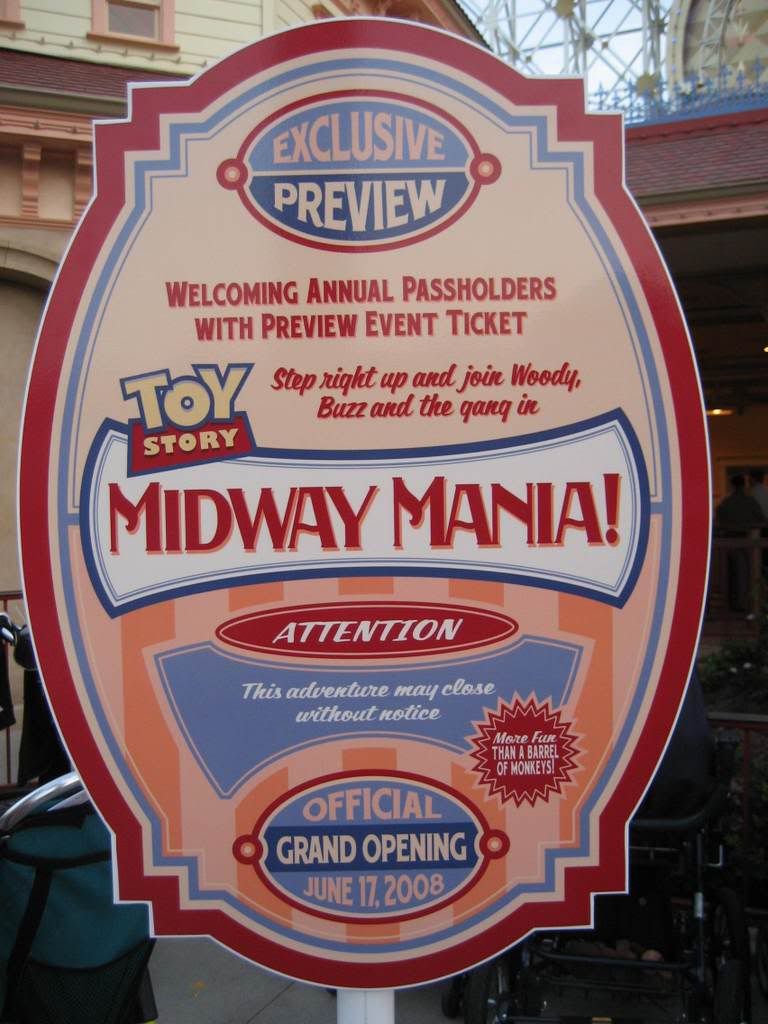 EXCLUSIVE
PREVIEW
WELCOMING ANNUAL PASSHOLDERS
WITH PREVIEW EVENT TICKET
TOY
STORY
Step right up and join Woody,
Buzz and the gang in
MIDWAY MANIA!
ATTENTION
This adventure may close
without notice
More Fun
THAN A BARREL
OF MONKEYS!
OFFICIAL
GRAND OPENING
JUNE 17, 2008